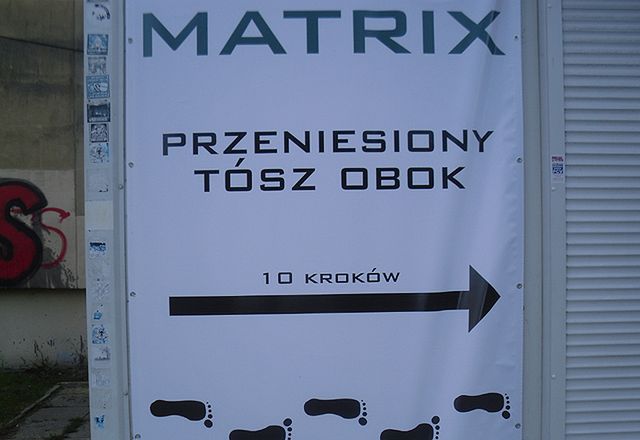 MATRIX
PRZENIESIONY
TÓSZ OBOK
10 KROKÓW